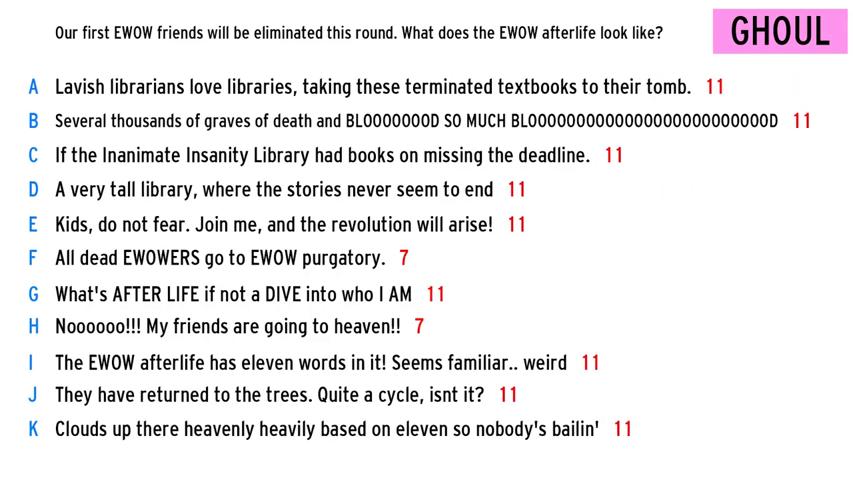 Our first EWOW friends will be eliminated this round. What does the EWOW afterlife look like?
GHOUL
A Lavish librarians love libraries, taking these terminated textbooks to their tomb. 11
B Several thousands of graves of death and BLOOOOOOOD SO MUCH BLOOOOOOOOOOOOOOOOOOOOOOOOOD 11
C If the Inanimate Insanity Library had books on missing the deadline. 11
D A very tall library, where the stories never seem to end 11
E Kids, do not fear. Join me, and the revolution will arise! 11
F All dead EWOWERS go to EWOW purgatory. 7
G What's AFTER LIFE if not a DIVE into who I AM 11
H Noooooo!!! My friends are going to heaven!! 7
I The EWOW afterlife has eleven words in it! Seems familiar.. weird 11
J They have returned to the trees. Quite a cycle, isnt it? 11
K Clouds up there heavenly heavily based on eleven so nobody's bailin' 11